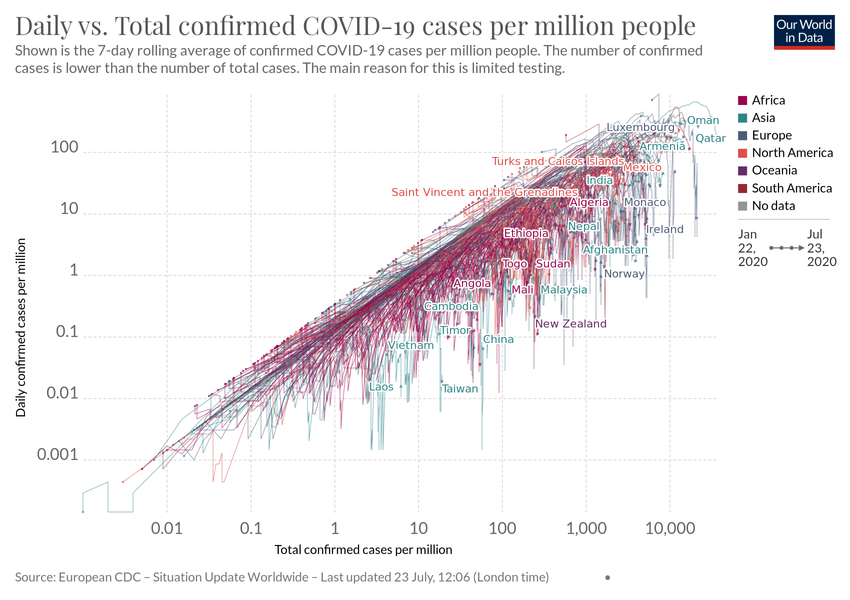 Daily vs. Total confirmed COVID-19 cases per million people
Shown is the 7-day rolling average of confirmed COVID-19 cases per million people. The number of confirmed
cases is lower than the number of total cases. The main reason for this is limited testing.
Our World
in Data
Africa
Asia
Europe
North America
Oceania
South America
No data
Jan
22,
2020
Jul
23,
2020
Daily confirmed cases per million
100
10
1
0.1
0.01
0.001
Luxembourg
Oman
Qatar
Armenia
Turks and Caicos Islands
Mexico
India
Saint Vincent and the Grenadines
Algeria
Monaco
Nepal
Ireland
Ethiopia
Afghanistan
Togo
Sudan
Norway
Angola
Mali
Malaysia
Cambodia
New Zealand
Timor
China
Vietnam
Laos
Taiwan
0.01
0.1
1
10
100
1,000
10,000
Total confirmed cases per million
Source: European CDC – Situation Update Worldwide – Last updated 23 July, 12:06 (London time)